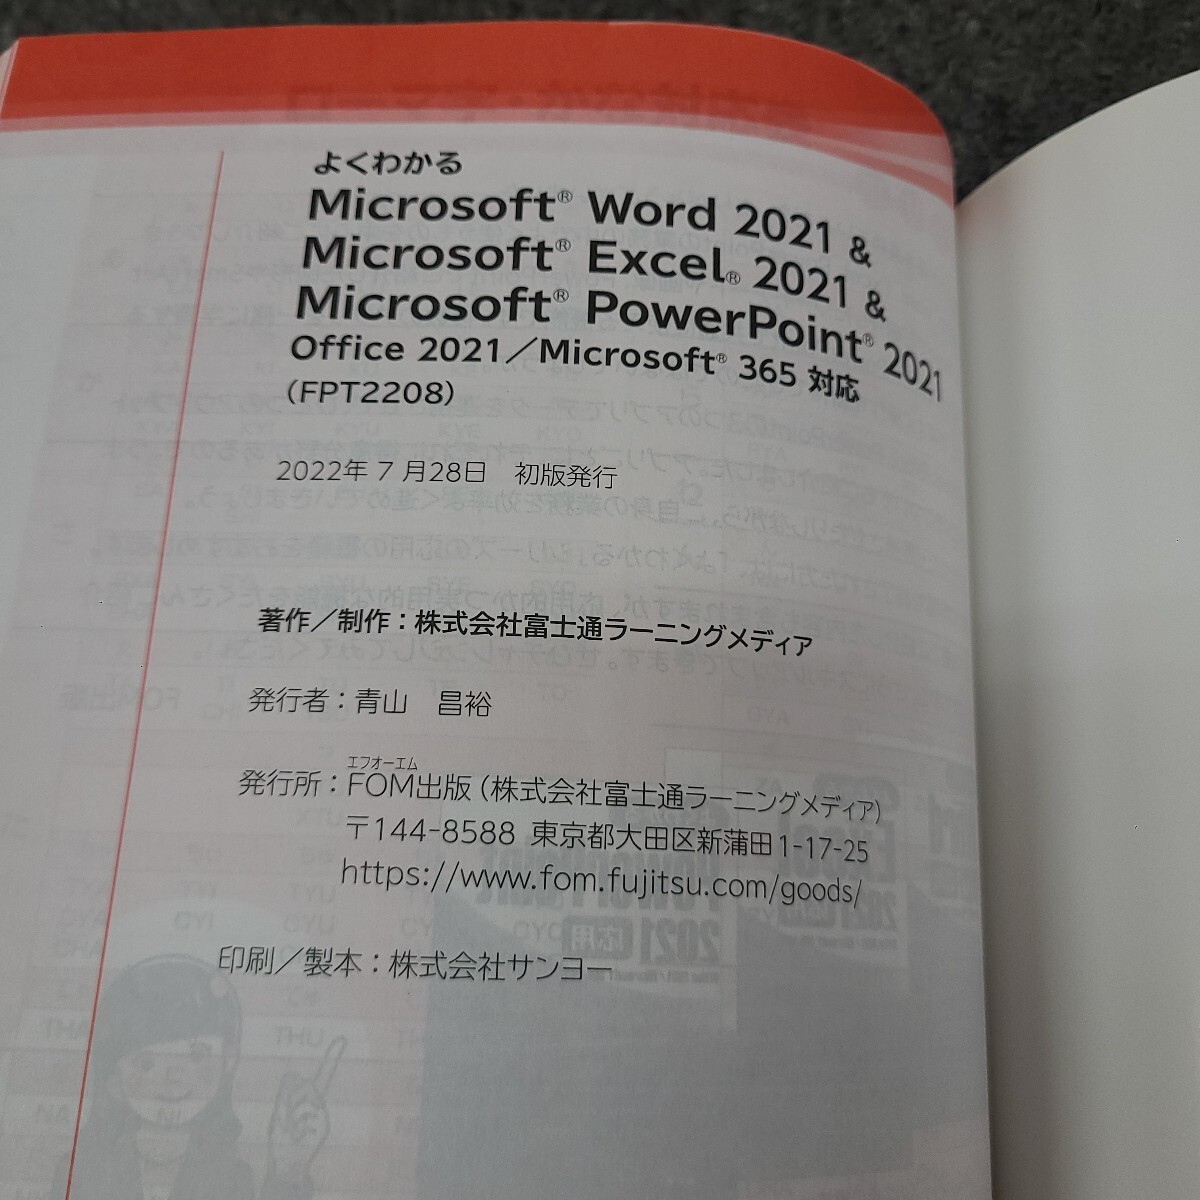 よくわかる
Microsoft® Word 2021 &
Microsoft® Excel® 2021 &
Microsoft® PowerPoint® 2021
Office 2021／Microsoft® 365 対応
（FPT2208）
2022年 7 月28日　初版発行
著作／制作：株式会社富士通ラーニングメディア
発行者：青山　昌裕
エフオーエム
発行所：FOM出版（株式会社富士通ラーニングメディア）
〒144-8588 東京都大田区新蒲田1-17-25
https://www.fom.fujitsu.com/goods/
印刷／製本：株式会社サンヨー